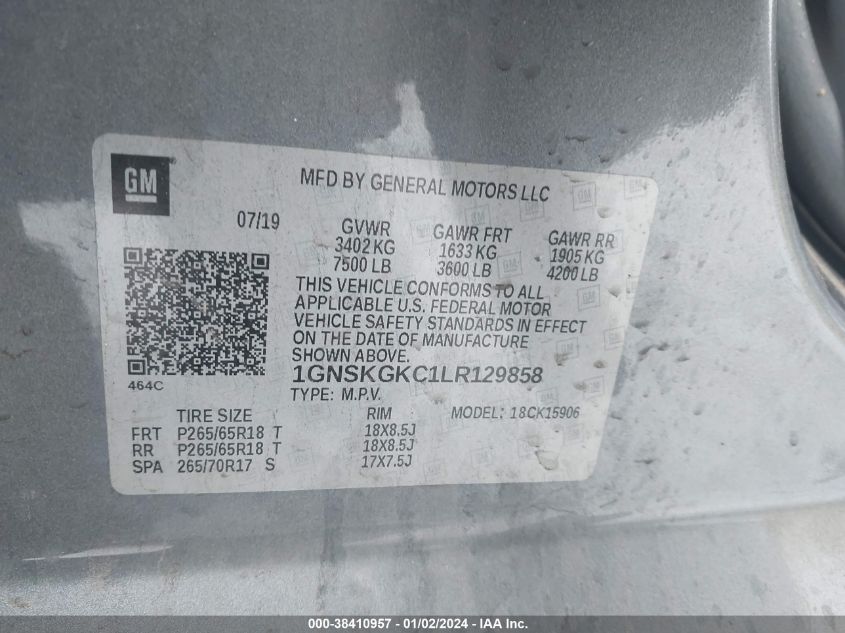 GM
MFD BY GENERAL MOTORS LLC
07/19
GVWR GAWR FRT GAWR RR
3402 KG 1633 KG 1905 KG
7500 LB 3600 LB 4200 LB
THIS VEHICLE CONFORMS TO ALL
APPLICABLE U.S. FEDERAL MOTOR
VEHICLE SAFETY STANDARDS IN EFFECT
ON THE DATE OF MANUFACTURE
SHOWN ABOVE.
464C
1GNSKGKC1LR129858
TYPE: M.P.V.
TIRE SIZE RIM MODEL: 18CK15906
FRT P265/65R18 T 18X8.5J
RR P265/65R18 T 18X8.5J
SPA 265/70R17 S 17X7.5J
000-38410957 - 01/02/2024 - IAA Inc.